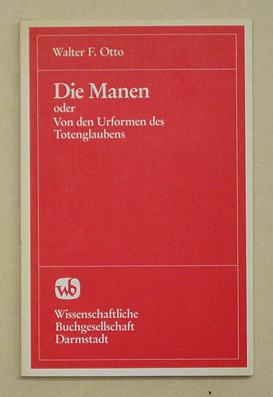 Walter F. Otto
Die Manen
oder
Von den Urformen des
Totenglaubens
wb
Wissenschaftliche
Buchgesellschaft
Darmstadt